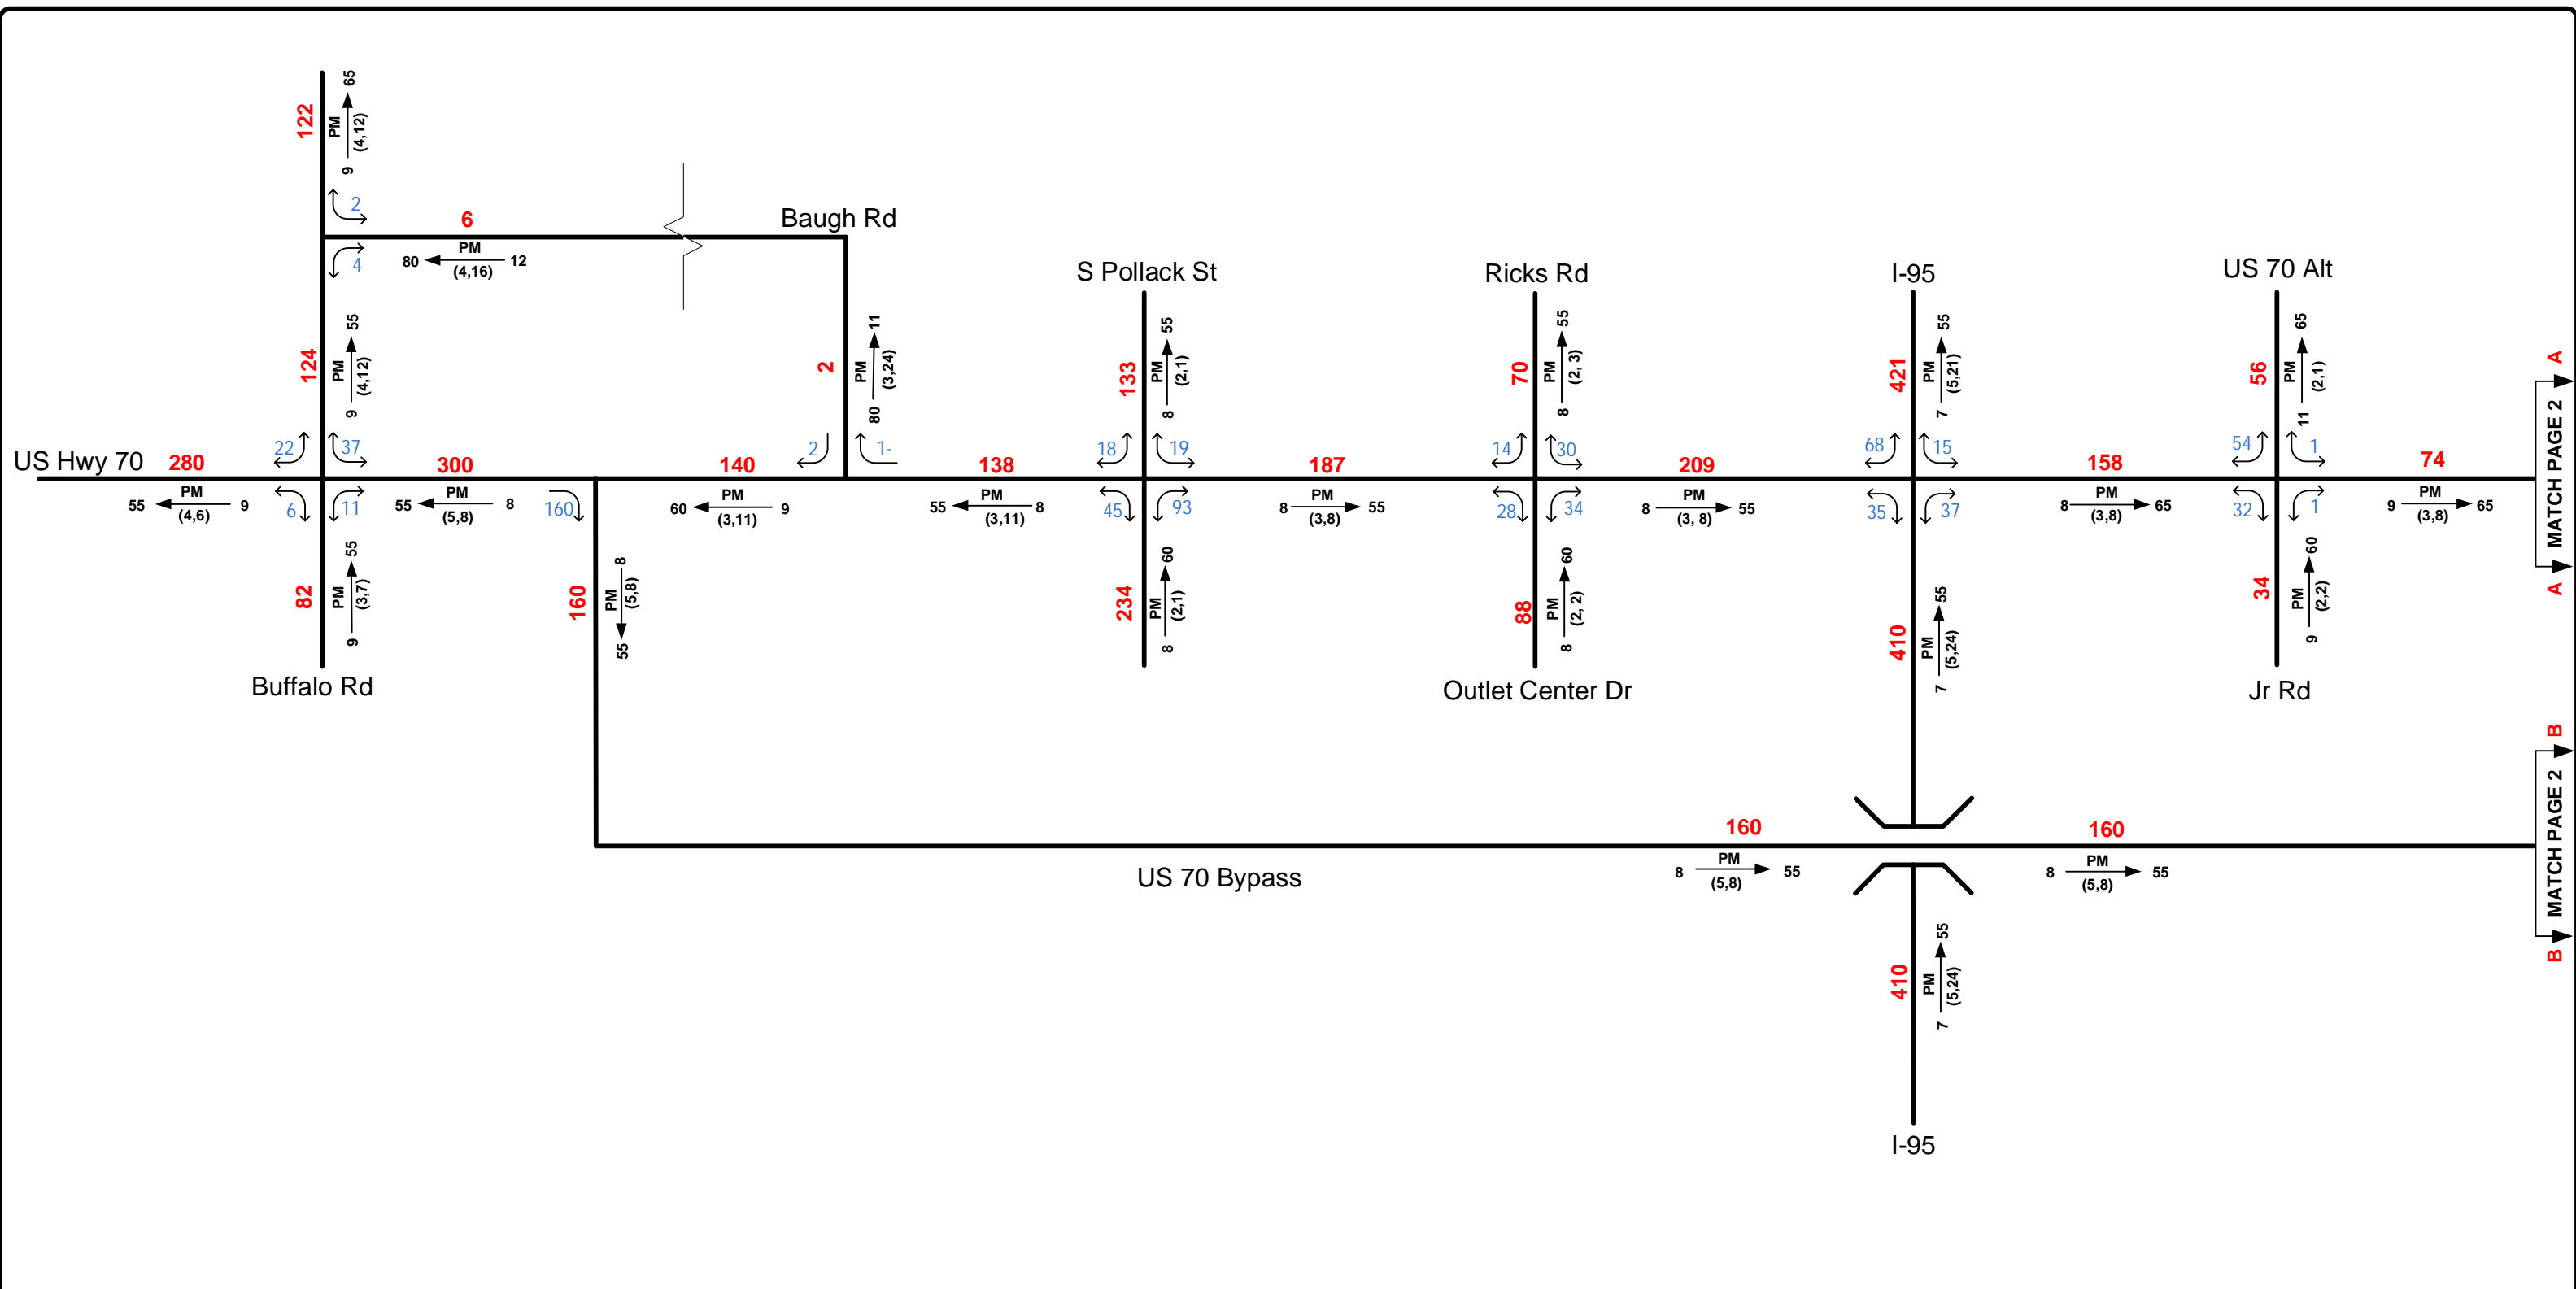 122
PM
9 65
(4,12)
2
6
Baugh Rd
PM
80 12
(4,16)
4
S Pollack St
Ricks Rd
I-95
US 70 Alt
124
PM
9 55
(4,12)
2
PM
80 11
(3,24)
133
PM
8 55
(2,1)
70
PM
8 55
(2, 3)
421
PM
7 55
(5,21)
56
PM
11 65
(2,1)
A
MATCH PAGE 2
A
22
37
2
1-
18
19
14
30
68
15
54
1
US Hwy 70
280
300
140
138
187
209
158
74
PM
55 9
(4,6)
6
11
PM
55 8
(5,8)
160
PM
60 9
(3,11)
PM
55 8
(3,11)
45
93
PM
8 55
(3,8)
28
34
PM
8 55
(3, 8)
35
37
PM
8 65
(3,8)
32
1
PM
9 65
(3,8)
82
PM
9 55
(3,7)
160
PM
8 55
(5,8)
234
PM
8 60
(2,1)
88
PM
8 60
(2, 2)
410
PM
7 55
(5,24)
34
PM
9 60
(2,2)
Buffalo Rd
Outlet Center Dr
Jr Rd
B
MATCH PAGE 2
B
160
160
US 70 Bypass
PM
8 55
(5,8)
PM
8 55
(5,8)
410
PM
7 55
(5,24)
I-95